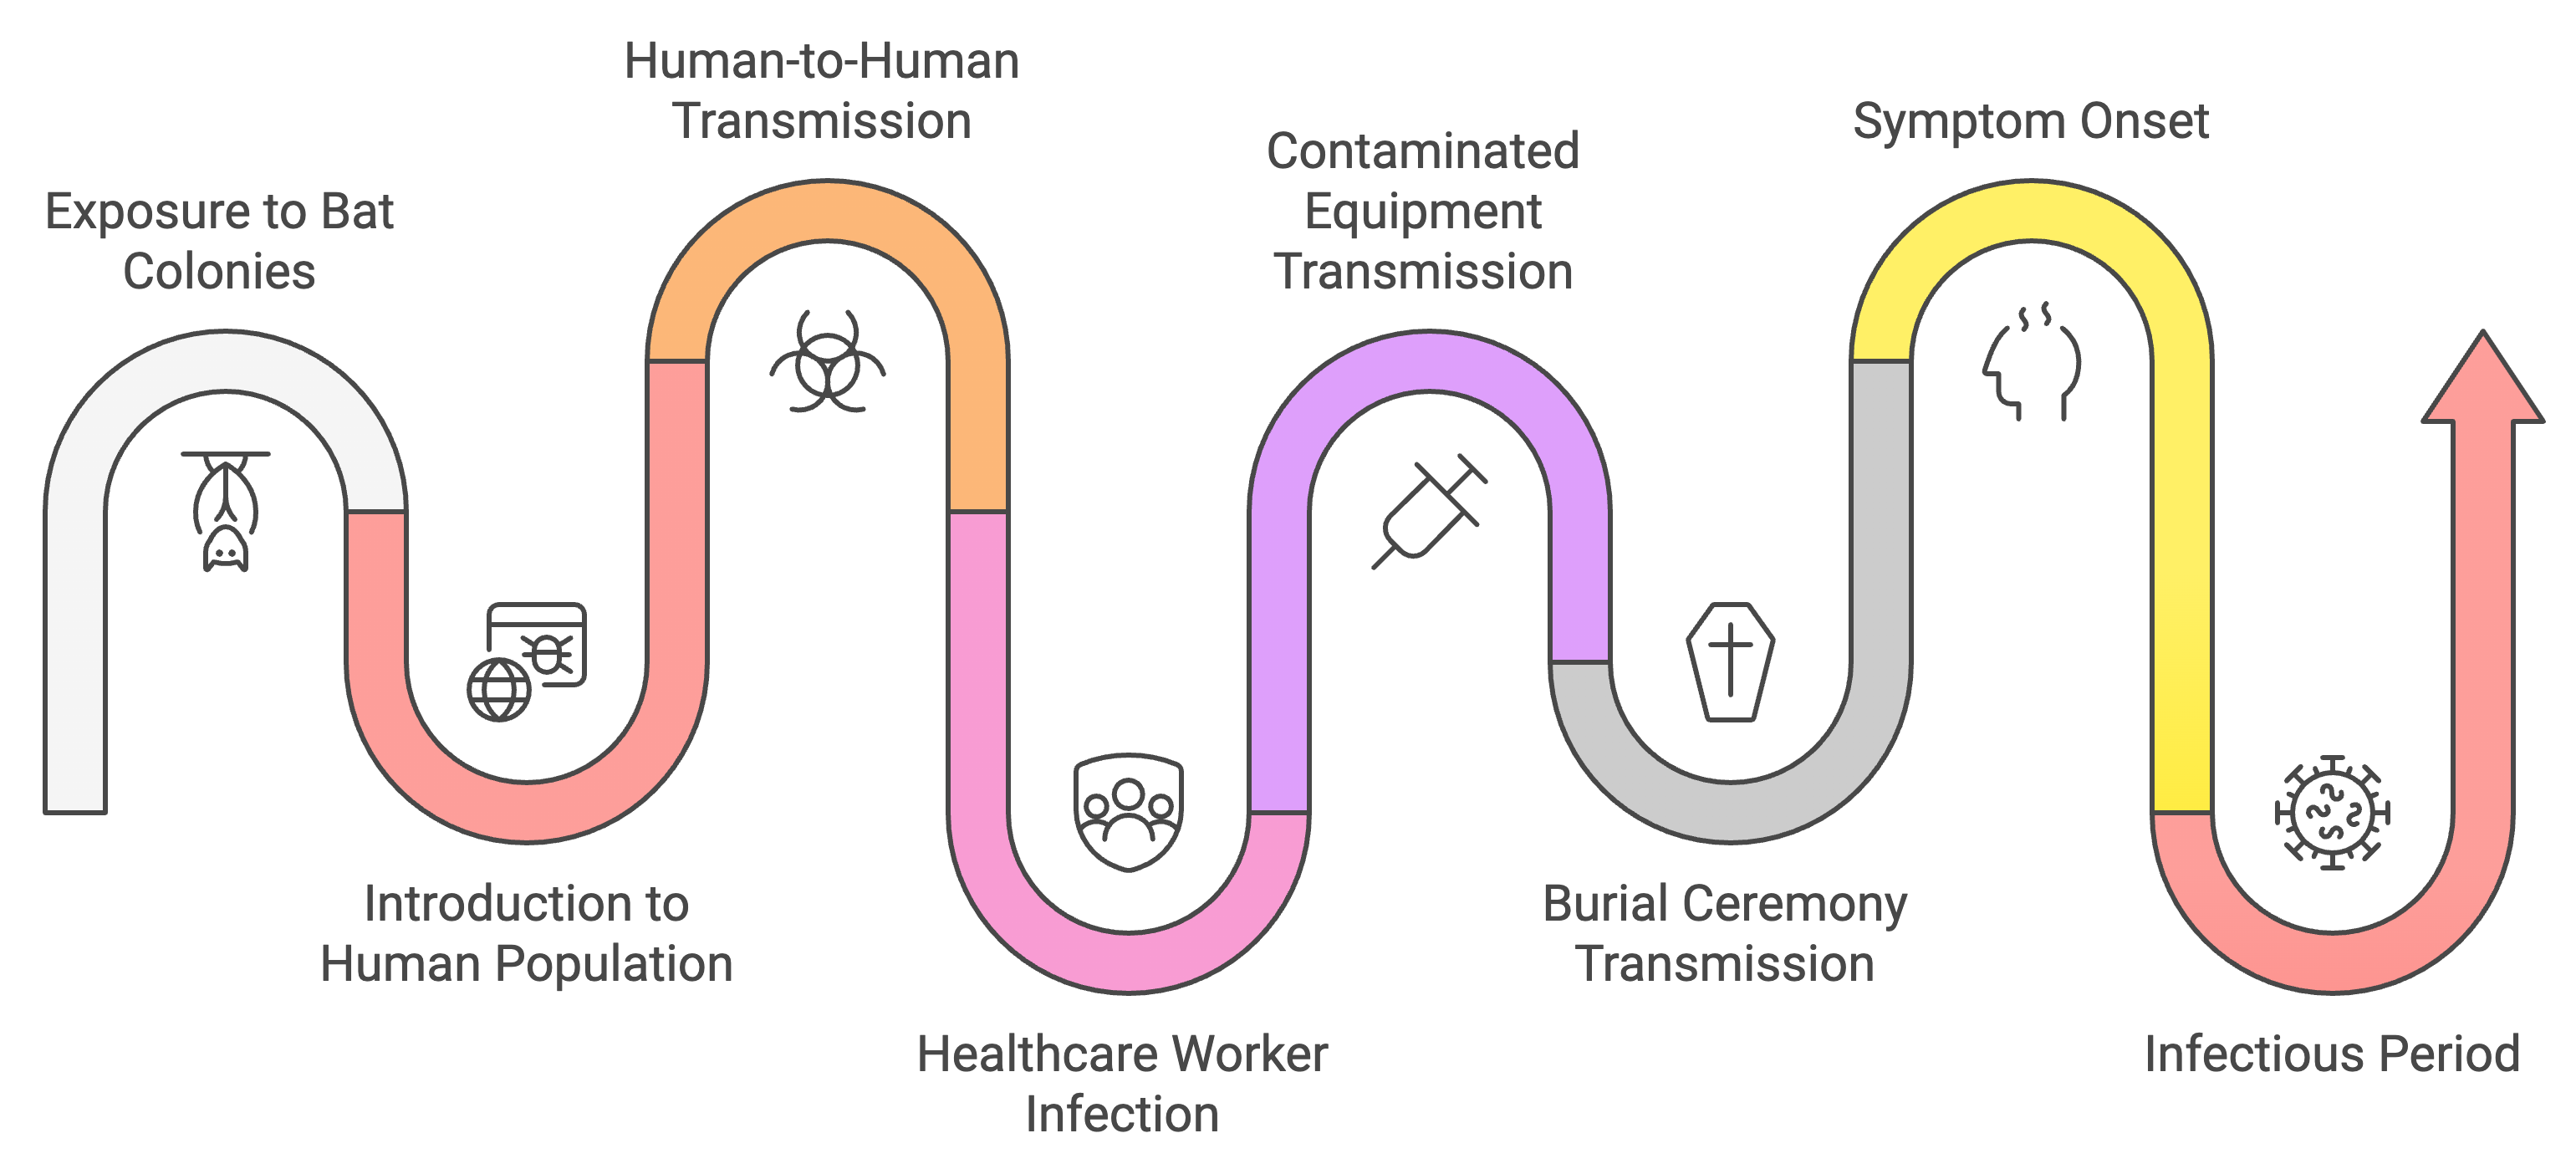 Exposure to Bat
Colonies
Introduction to
Human Population
Human-to-Human
Transmission
Healthcare Worker
Infection
Contaminated
Equipment
Transmission
Burial Ceremony
Transmission
Symptom Onset
Infectious Period